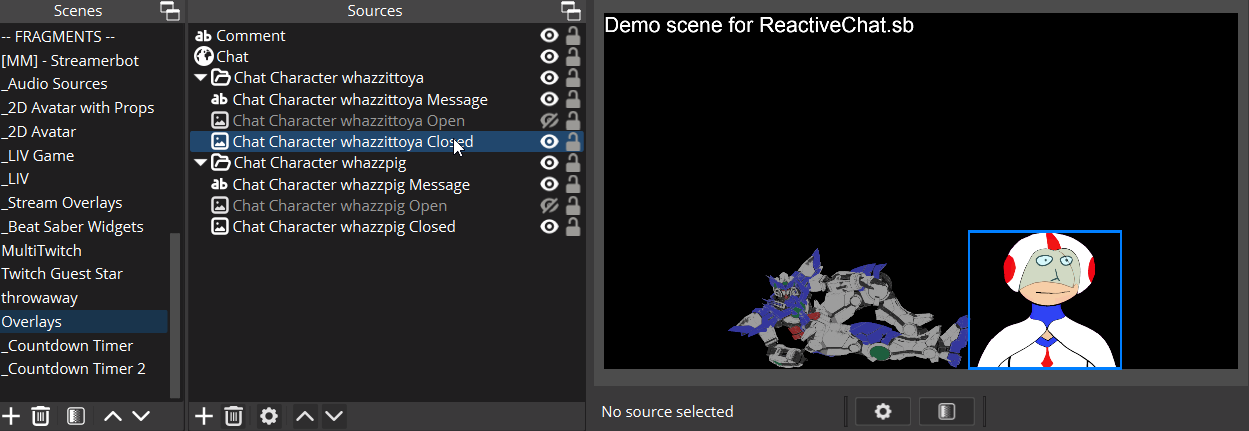 Scenes
-- FRAGMENTS --
[MM] - Streamerbot
_Audio Sources
_2D Avatar with Props
_2D Avatar
_LIV Game
_LIV
_Stream Overlays
_Beat Saber Widgets
MultiTwitch
Twitch Guest Star
throwaway
Overlays
_Countdown Timer
_Countdown Timer 2
Sources
ab Comment
Chat
Chat Character whazzittoya
ab Chat Character whazzittoya Message
Chat Character whazzittoya Open
Chat Character whazzittoya Closed
Chat Character whazzpig
ab Chat Character whazzpig Message
Chat Character whazzpig Open
Chat Character whazzpig Closed
Demo scene for ReactiveChat.sb
No source selected